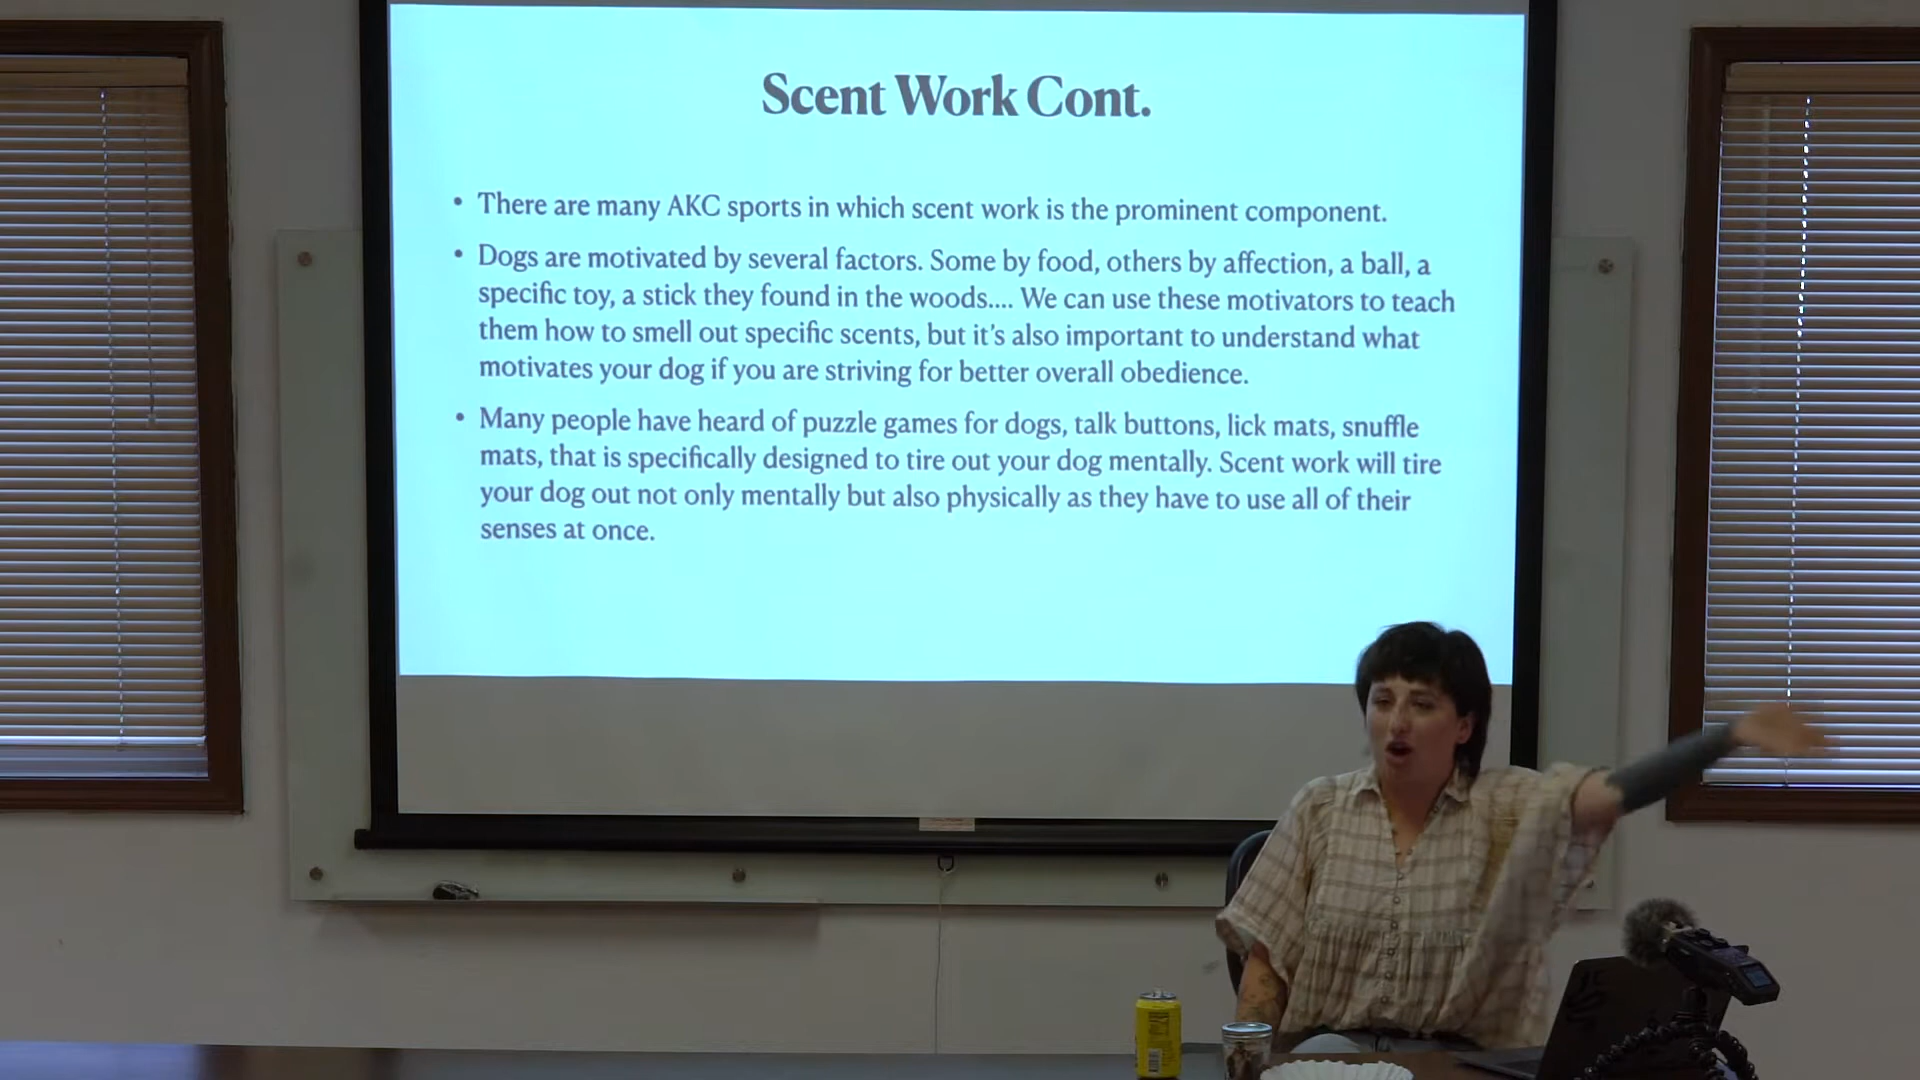 Scent Work Cont.
• There are many AKC sports in which scent work is the prominent component.
• Dogs are motivated by several factors. Some by food, others by affection, a ball, a
specific toy, a stick they found in the woods.... We can use these motivators to teach
them how to smell out specific scents, but it's also important to understand what
motivates your dog if you are striving for better overall obedience.
• Many people have heard of puzzle games for dogs, talk buttons, lick mats, snuffle
mats, that is specifically designed to tire out your dog mentally. Scent work will tire
your dog out not only mentally but also physically as they have to use all of their
senses at once.